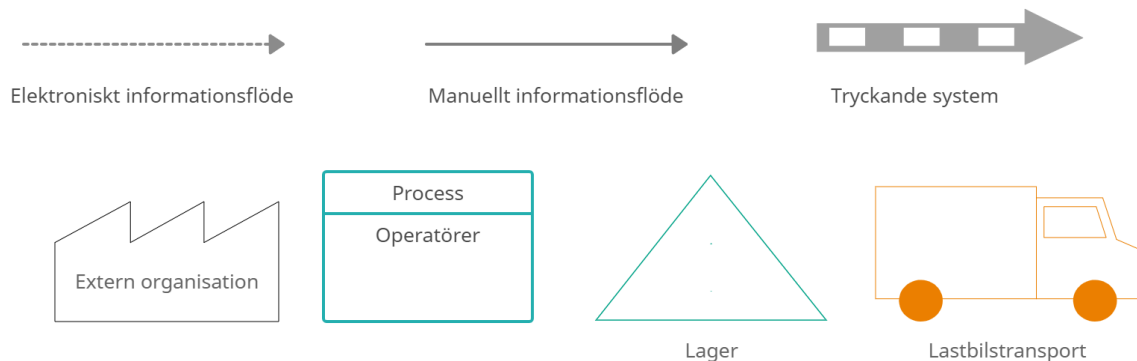 Elektroniskt informationsflöde
Manuellt informationsflöde
Tryckande system
Process
Operatörer
Extern organisation
Lager
Lastbilstransport